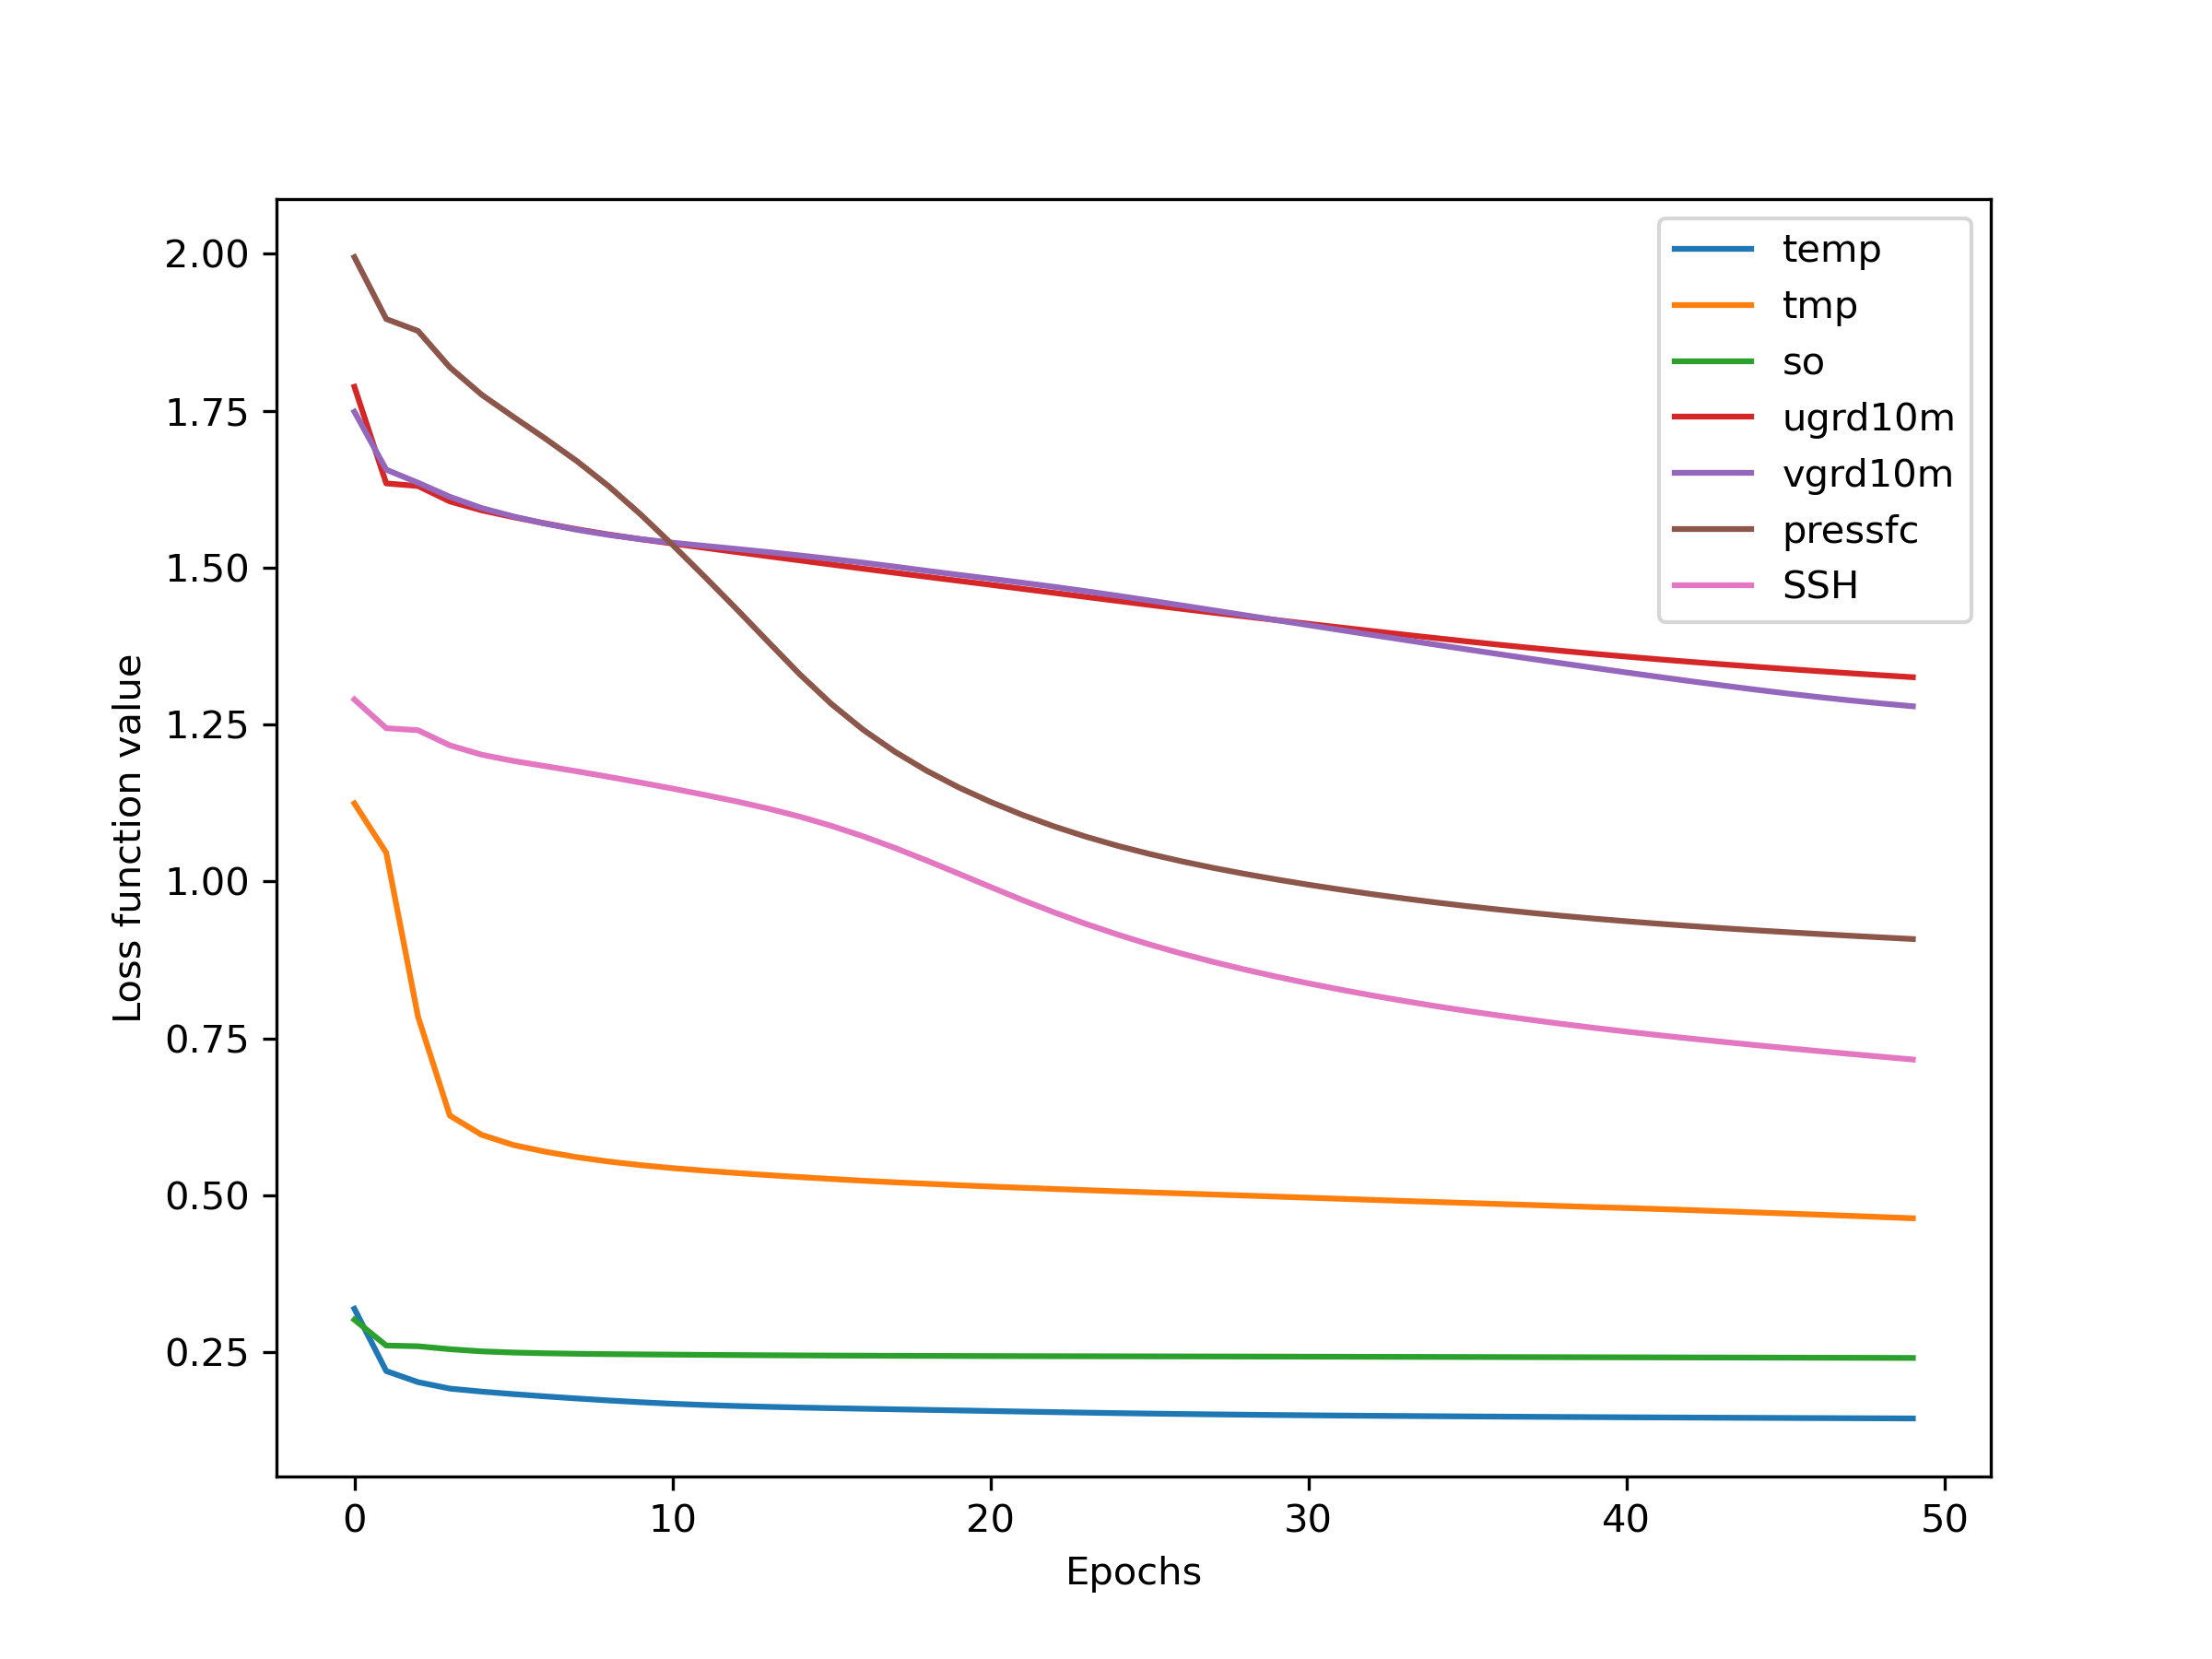 2.00
1.75
1.50
1.25
1.00
0.75
0.50
0.25
Loss function value
0 10 20 30 40 50
Epochs
temp
tmp
so
ugrd10m
vgrd10m
pressfc
SSH